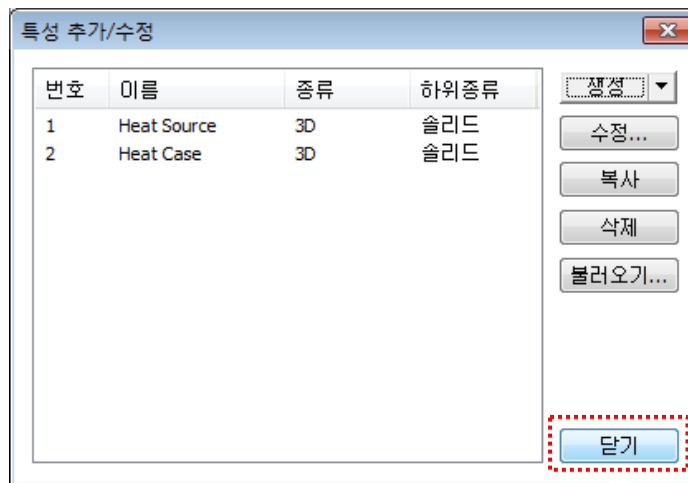 특성 추가/수정
번호 이름 종류 하위종류
1 Heat Source 3D 솔리드
2 Heat Case 3D 솔리드
생성
수정...
복사
삭제
불러오기...
닫기